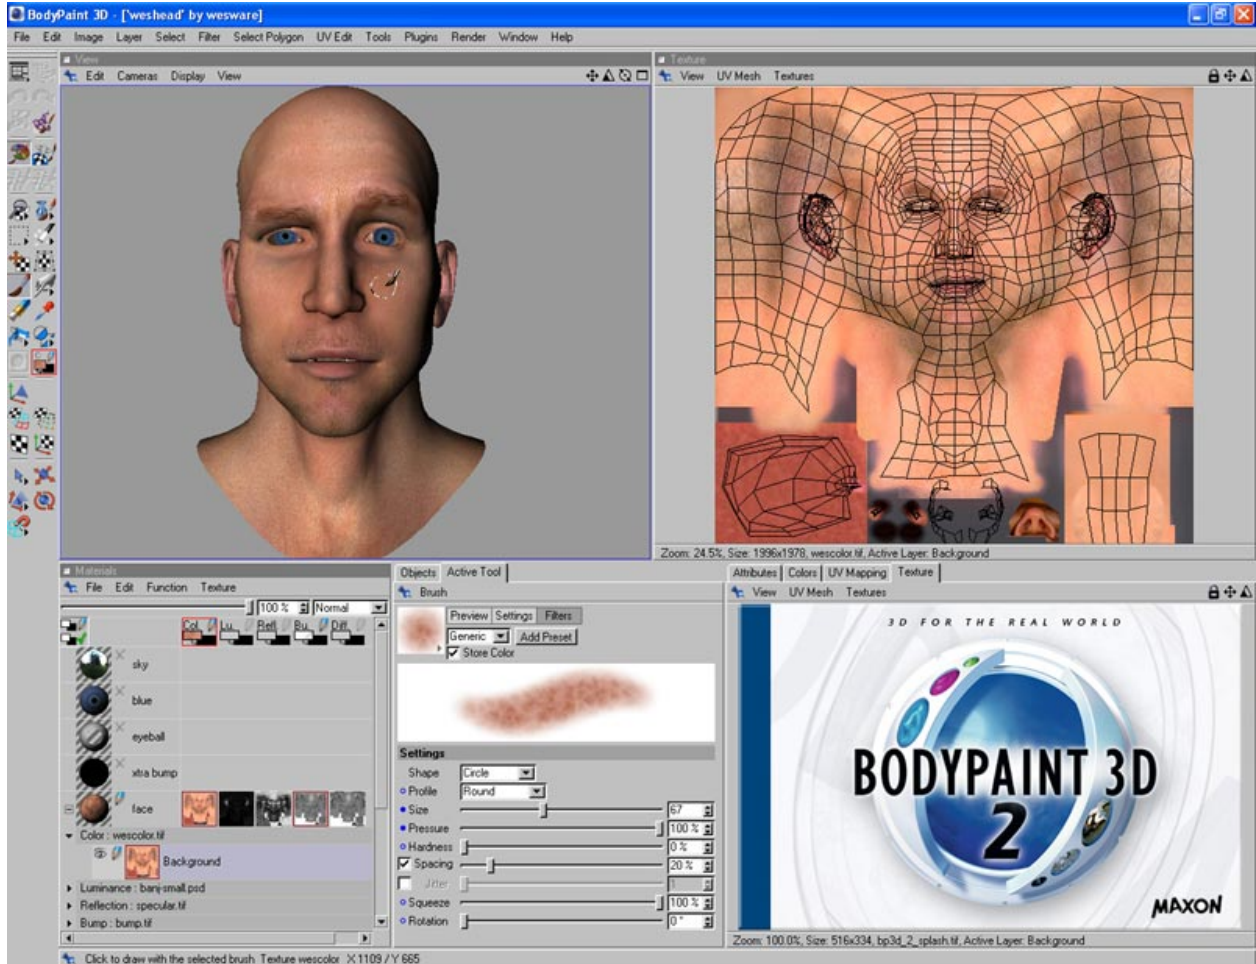 BodyPaint 3D - ['weshead' by wesware]
File Edit Image Layer Select Filter Select Polygon UV Edit Tools Plugins Render Window Help
View
Edit Cameras Display View
Texture
View UV Mesh Textures
Zoom: 24.5%, Size: 1996x1978, wescolor.tif, Active Layer: Background
Materials
File Edit Function Texture
100 % Normal
Col. Lu. Refl. Bu. Diff.
sky
blue
eyeball
xtra bump
face
Color : wescolor.tif
Background
Luminance : banj-small.psd
Reflection : specular.tif
Bump : bump.tif
Objects Active Tool
Brush
Preview Settings Filters
Generic Add Preset
Store Color
Settings
Shape Circle
Profile Round
Size 67
Pressure 100 %
Hardness 0 %
Spacing 20 %
Jitter
Squeeze 100 %
Rotation 0 °
Attributes Colors UV Mapping Texture
View UV Mesh Textures
3D FOR THE REAL WORLD
BODYPAINT 3D
2
MAXON
Zoom: 100.0%, Size: 516x334, bp3d_2_splash.tif, Active Layer: Background
Click to draw with the selected brush. Texture wescolor X 1109 / Y 665